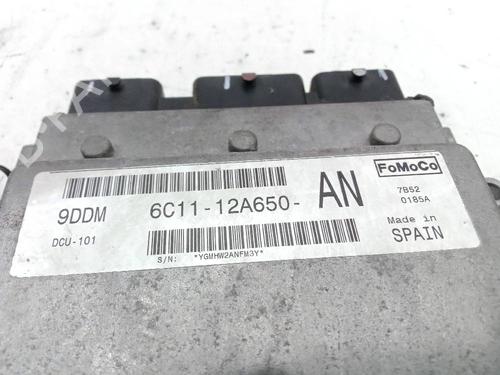 FoMoCo
9DDM 6C11-12A650- AN
7B52
0185A
DCU-101
S/N: *YGMHW2ANFM3Y*
Made in
SPAIN